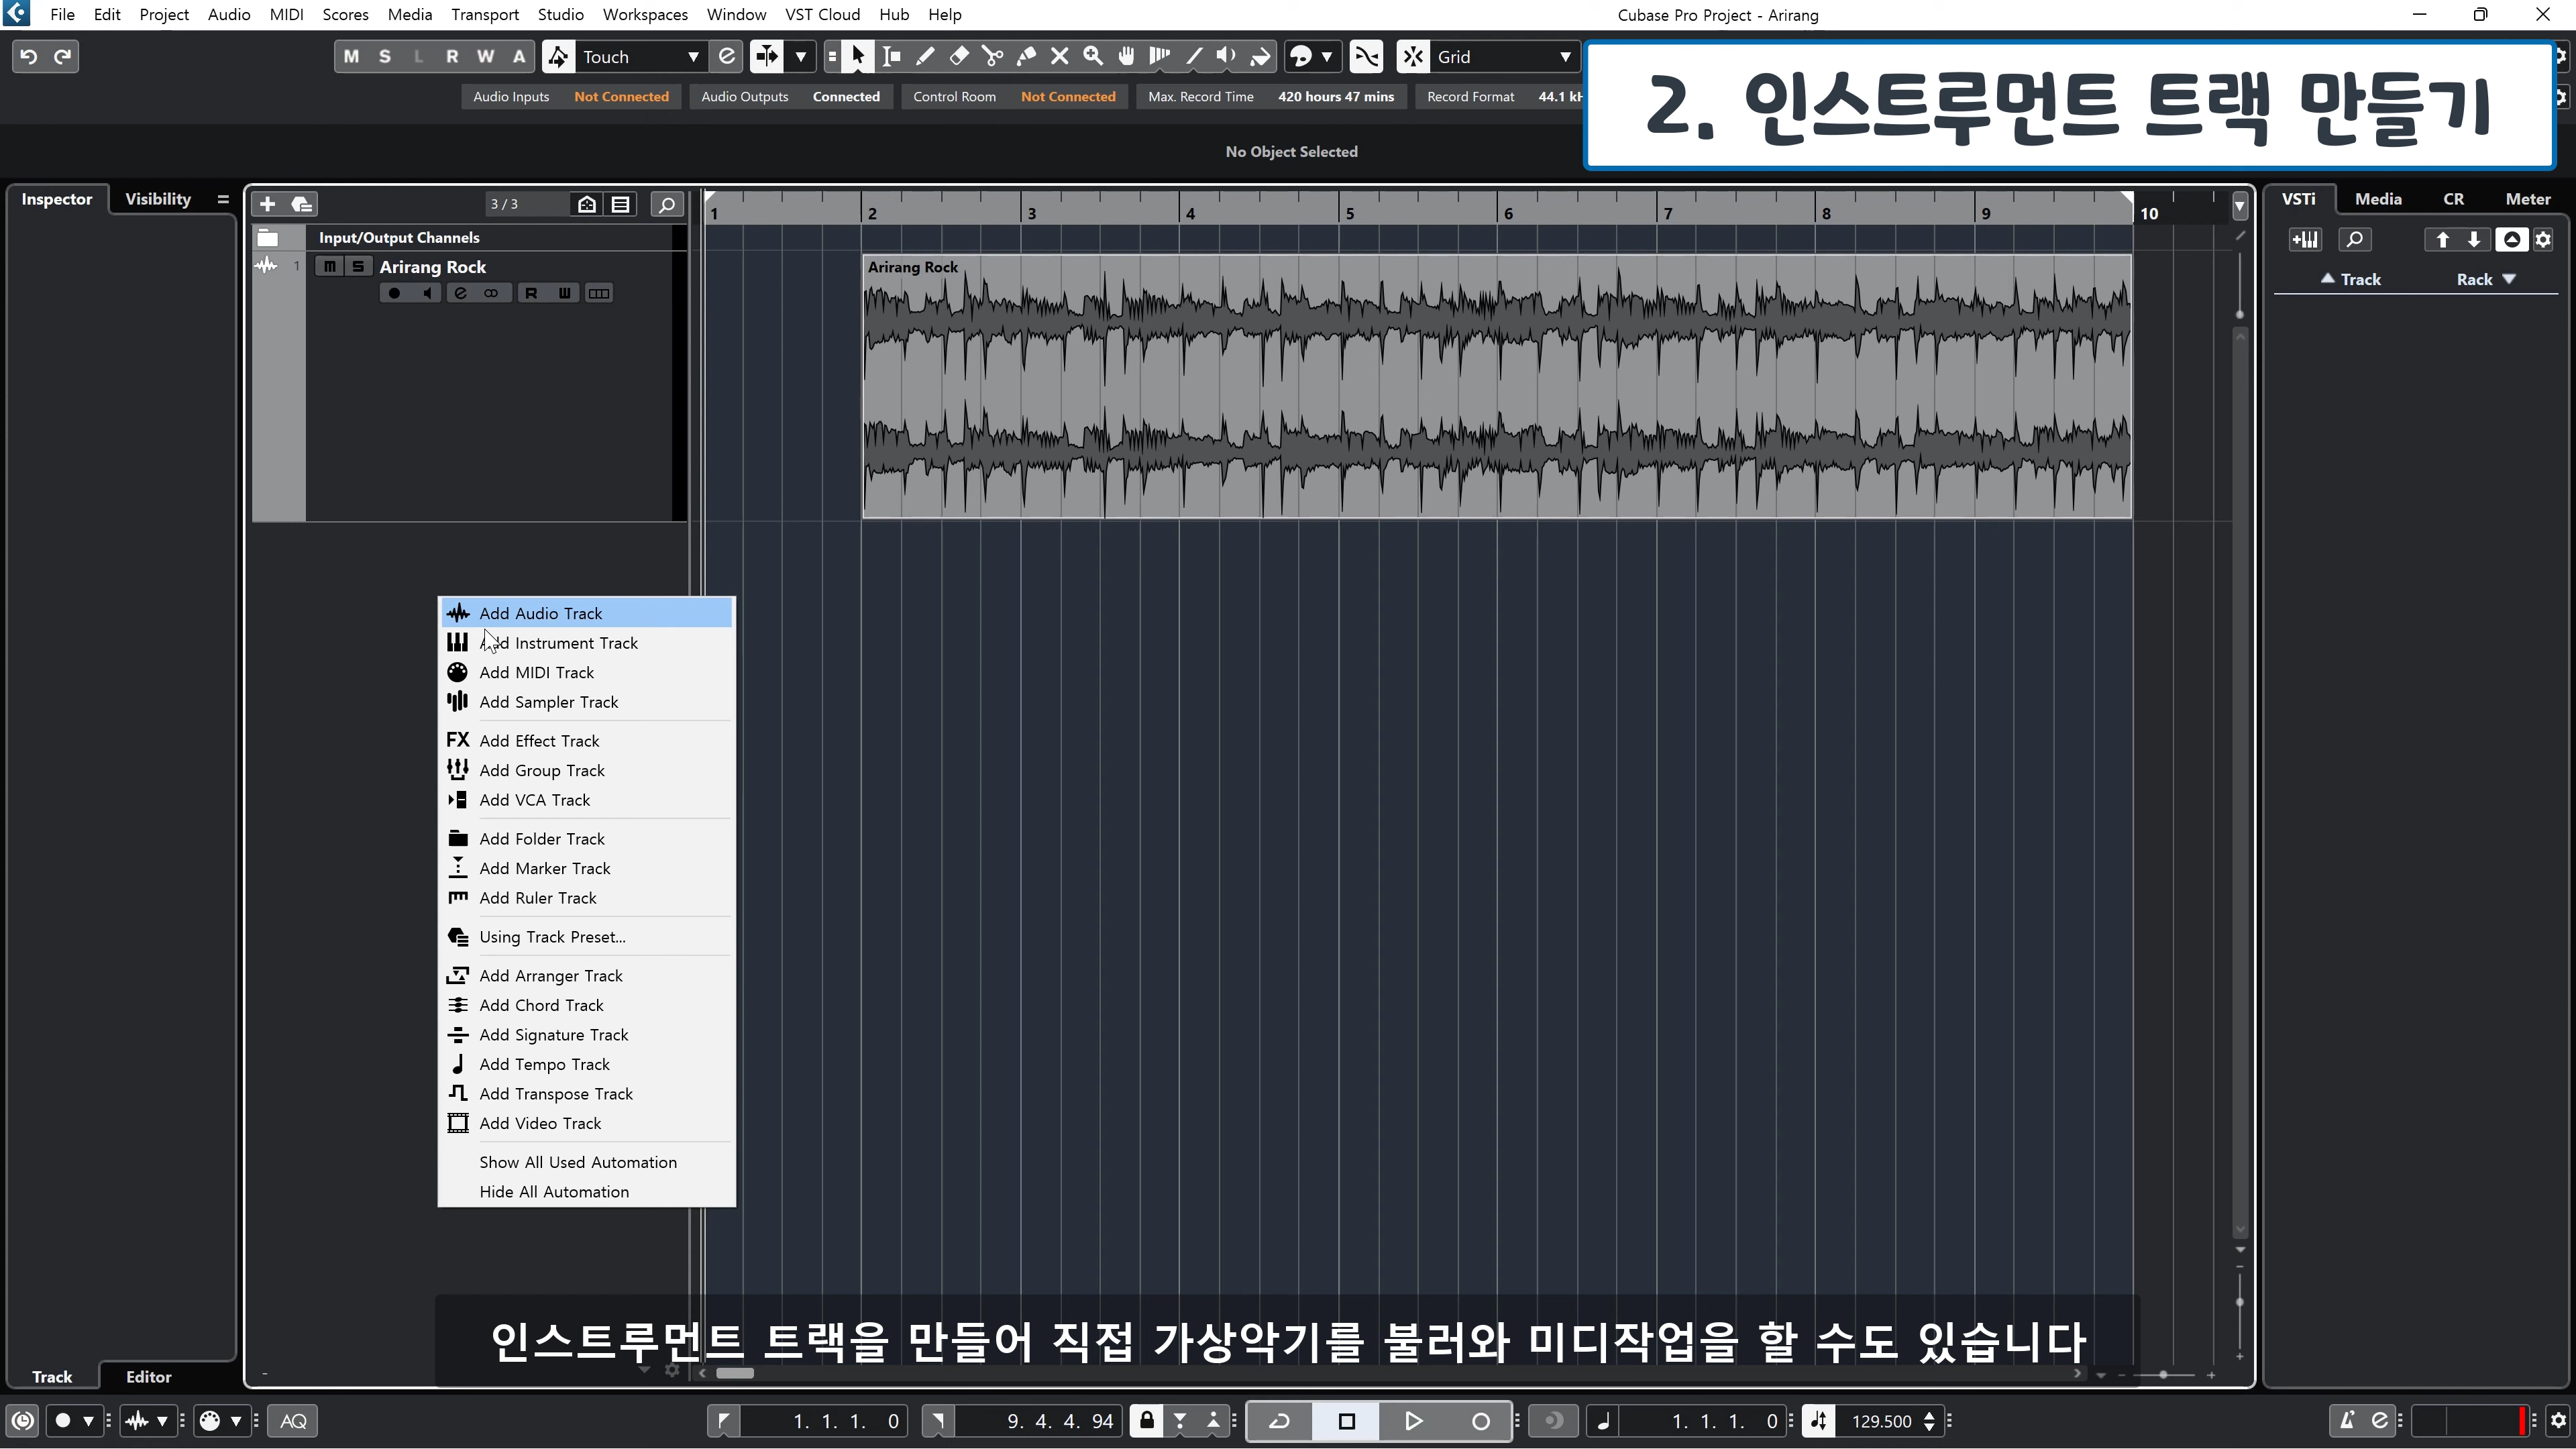 File Edit Project Audio MIDI Scores Media Transport Studio Workspaces Window VST Cloud Hub Help
Cubase Pro Project - Arirang
M S L R W A Touch Grid
2. 인스트루먼트 트랙 만들기
Audio Inputs Not Connected Audio Outputs Connected Control Room Not Connected Max. Record Time 420 hours 47 mins Record Format 44.1
No Object Selected
Inspector Visibility
3 / 3
1 2 3 4 5 6 7 8 9 10
VSTi Media CR Meter
Input/Output Channels
1 m S Arirang Rock
R W
Arirang Rock
Track Rack
Add Audio Track
Add Instrument Track
Add MIDI Track
Add Sampler Track
FX Add Effect Track
Add Group Track
Add VCA Track
Add Folder Track
Add Marker Track
Add Ruler Track
Using Track Preset...
Add Arranger Track
Add Chord Track
Add Signature Track
Add Tempo Track
Add Transpose Track
Add Video Track
Show All Used Automation
Hide All Automation
인스트루먼트 트랙을 만들어 직접 가상악기를 불러와 미디작업을 할 수도 있습니다
Track Editor
AQ 1. 1. 1. 0 9. 4. 4. 94 1. 1. 1. 0 129.500